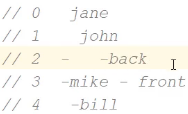 // 0 jane
// 1 john
// 2 - -back
// 3 -mike - front
// 4 -bill